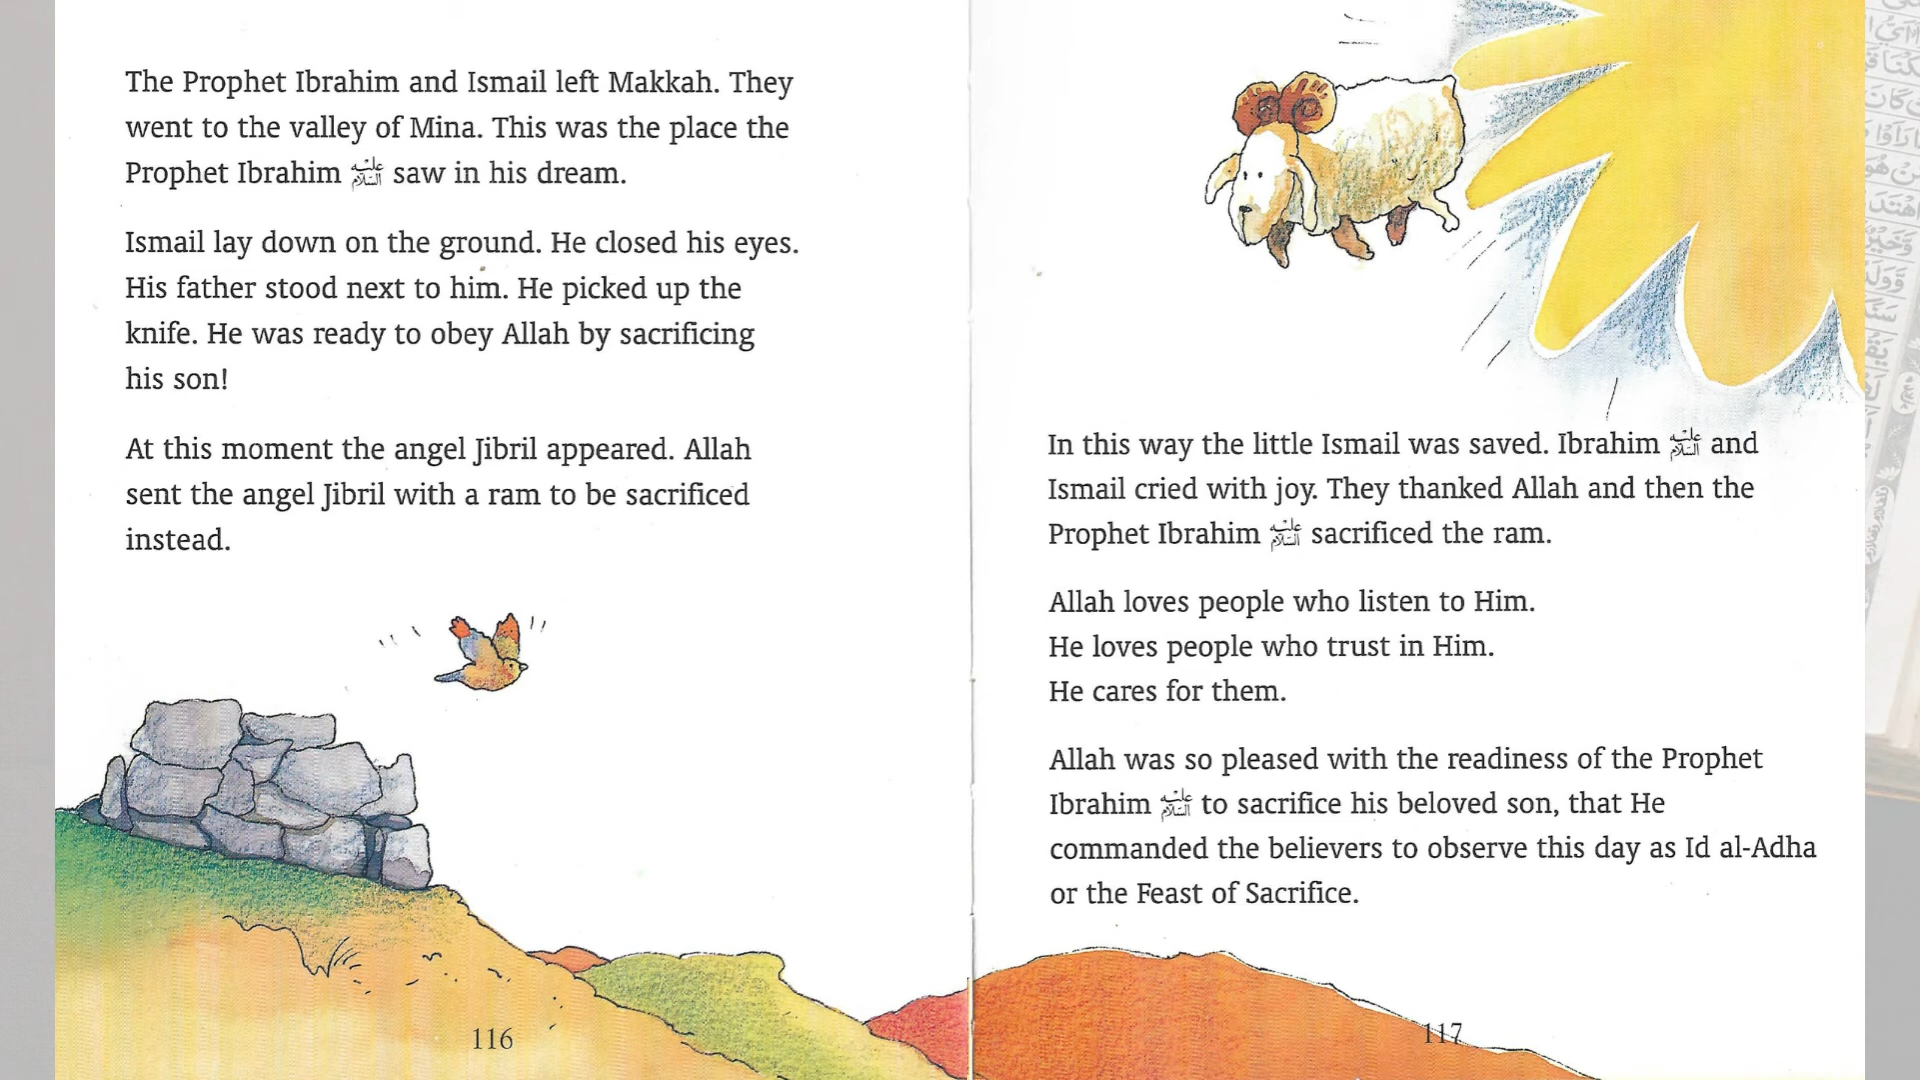 The Prophet Ibrahim and Ismail left Makkah. They
went to the valley of Mina. This was the place the
Prophet Ibrahim عليه السلام saw in his dream.
Ismail lay down on the ground. He closed his eyes.
His father stood next to him. He picked up the
knife. He was ready to obey Allah by sacrificing
his son!
At this moment the angel Jibril appeared. Allah
sent the angel Jibril with a ram to be sacrificed
instead.
116
In this way the little Ismail was saved. Ibrahim عليه السلام and
Ismail cried with joy. They thanked Allah and then the
Prophet Ibrahim عليه السلام sacrificed the ram.
Allah loves people who listen to Him.
He loves people who trust in Him.
He cares for them.
Allah was so pleased with the readiness of the Prophet
Ibrahim عليه السلام to sacrifice his beloved son, that He
commanded the believers to observe this day as Id al-Adha
or the Feast of Sacrifice.
117